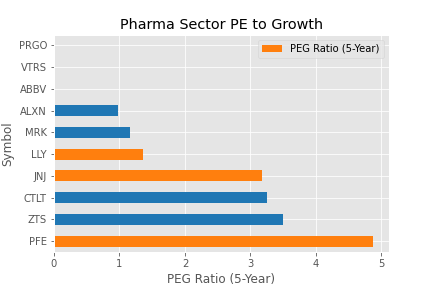 Pharma Sector PE to Growth
PEG Ratio (5-Year)
PRGO
VTRS
ABBV
ALXN
MRK
LLY
JNJ
CTLT
ZTS
PFE
Symbol
0 1 2 3 4 5
PEG Ratio (5-Year)